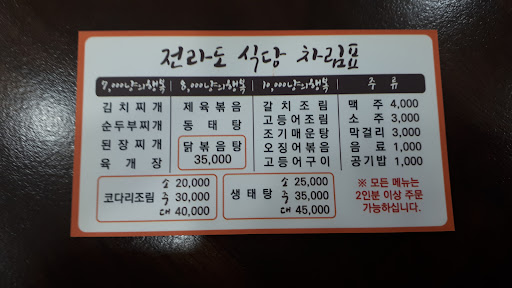 전라도 식당 차림표
7,000냥의행복 8,000냥의행복 10,000냥의행복 주 류
김치찌개 제육볶음 갈치조림 맥 주 4,000
순두부찌개 동 태 탕 고등어조림 소 주 3,000
된장찌개 닭볶음탕 조기매운탕 막걸리 3,000
육 개 장 35,000 오징어볶음 음 료 1,000
고등어구이 공기밥 1,000
코다리조림 소 20,000 생태탕 소 25,000 ※ 모든 메뉴는
중 30,000 중 35,000 2인분 이상 주문
대 40,000 대 45,000 가능하십니다.